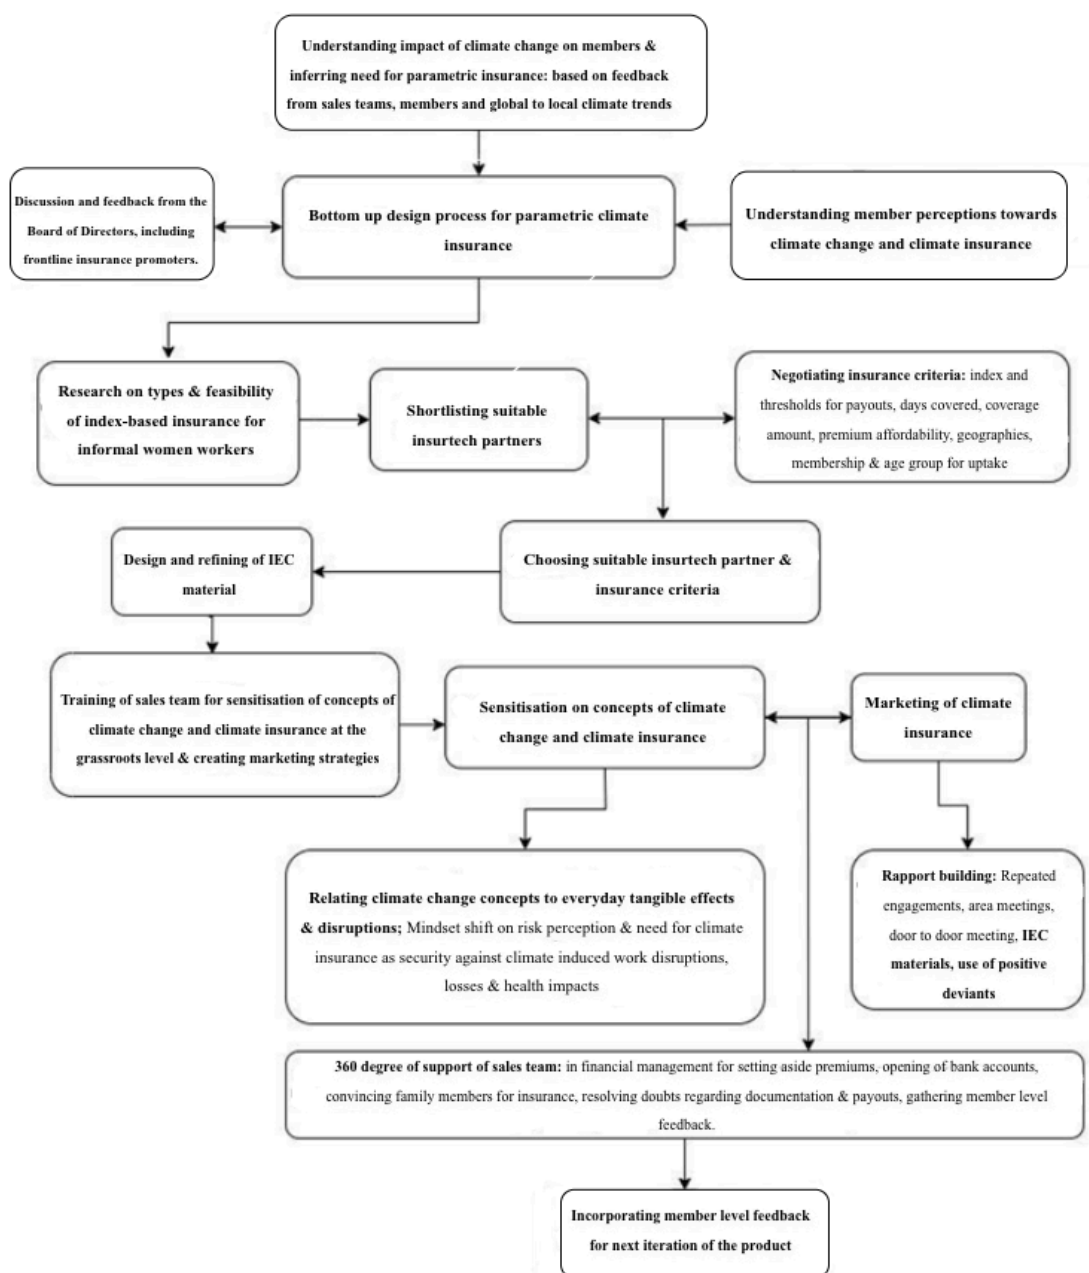 Understanding impact of climate change on members &
inferring need for parametric insurance: based on feedback
from sales teams, members and global to local climate trends
Discussion and feedback from the
Board of Directors, including
frontline insurance promoters.
Bottom up design process for parametric climate
insurance
Understanding member perceptions towards
climate change and climate insurance
Research on types & feasibility
of index-based insurance for
informal women workers
Shortlisting suitable
insurtech partners
Negotiating insurance criteria: index and
thresholds for payouts, days covered, coverage
amount, premium affordability, geographies,
membership & age group for uptake
Choosing suitable insurtech partner &
insurance criteria
Design and refining of IEC
material
Training of sales team for sensitisation of concepts of
climate change and climate insurance at the
grassroots level & creating marketing strategies
Sensitisation on concepts of climate
change and climate insurance
Marketing of climate
insurance
Relating climate change concepts to everyday tangible effects
& disruptions; Mindset shift on risk perception & need for climate
insurance as security against climate induced work disruptions,
losses & health impacts
Rapport building: Repeated
engagements, area meetings,
door to door meeting, IEC
materials, use of positive
deviants
360 degree of support of sales team: in financial management for setting aside premiums, opening of bank accounts,
convincing family members for insurance, resolving doubts regarding documentation & payouts, gathering member level
feedback.
Incorporating member level feedback
for next iteration of the product